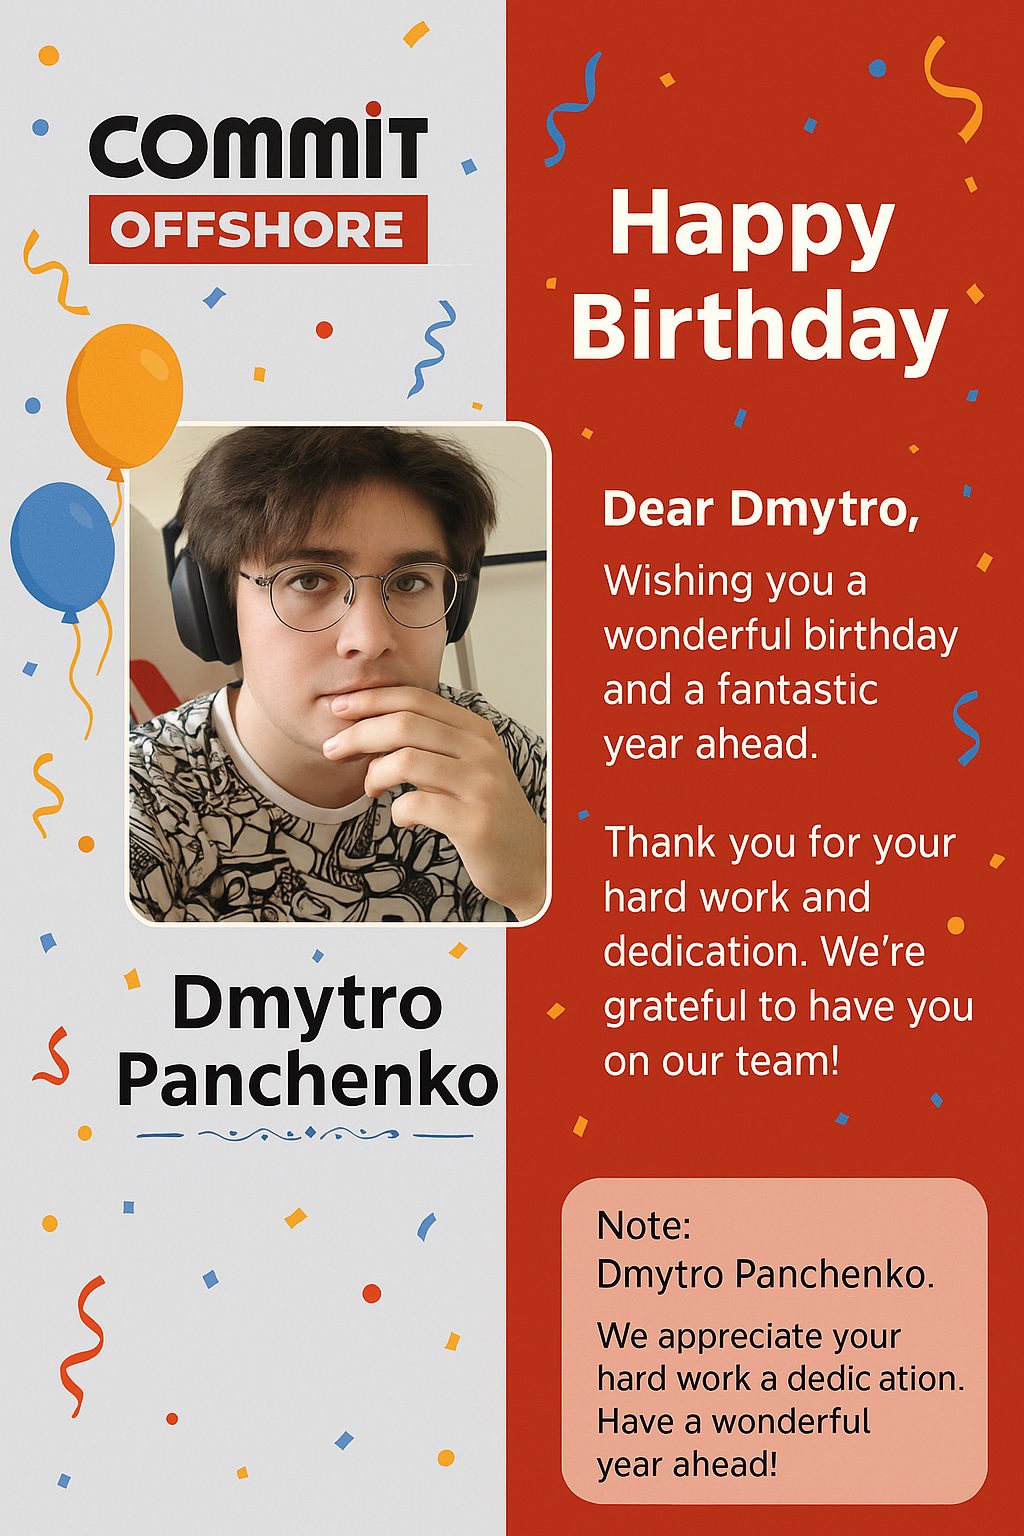 COMMIT
OFFSHORE
Happy
Birthday
Dear Dmytro,
Wishing you a
wonderful birthday
and a fantastic
year ahead.
Thank you for your
hard work and
dedication. We’re
grateful to have you
on our team!
Dmytro
Panchenko
Note:
Dmytro Panchenko.
We appreciate your
hard work a dedic ation.
Have a wonderful
year ahead!